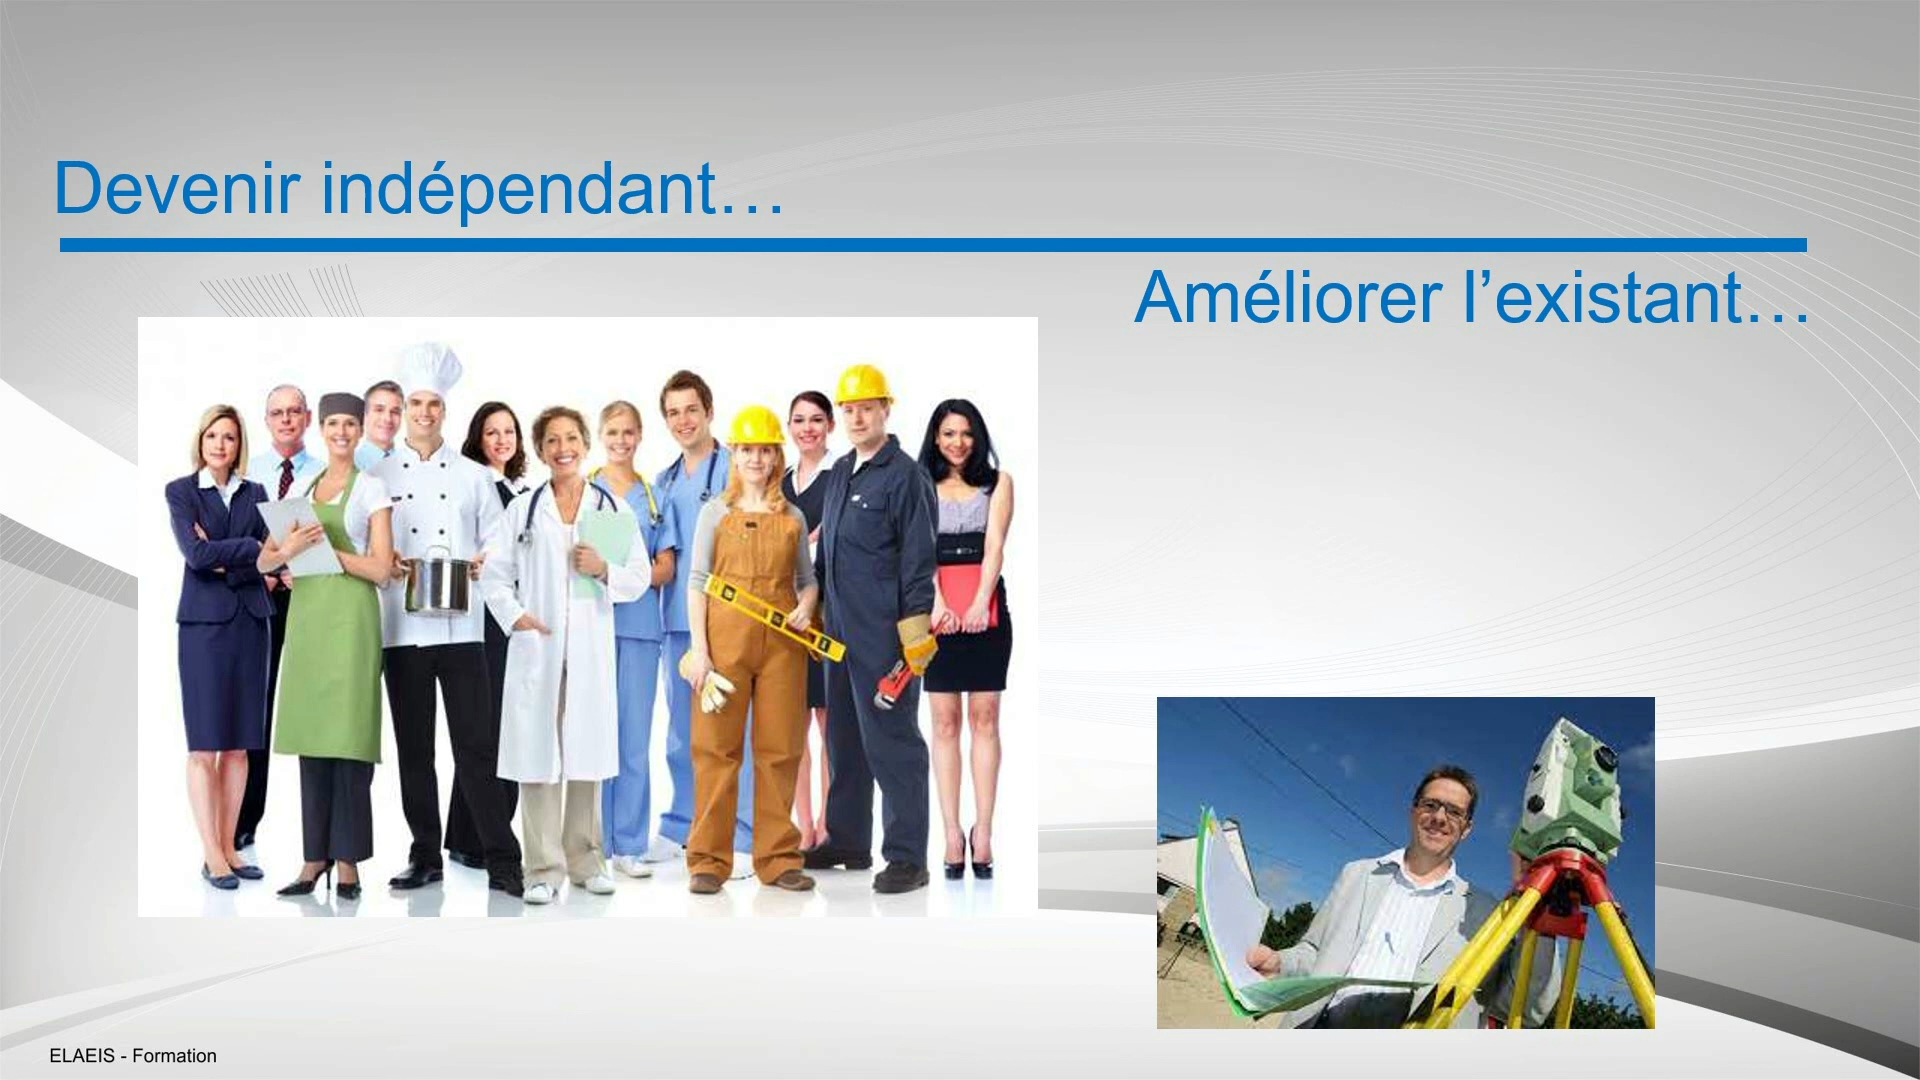 Devenir indépendant…
Améliorer l’existant…
ELAEIS - Formation